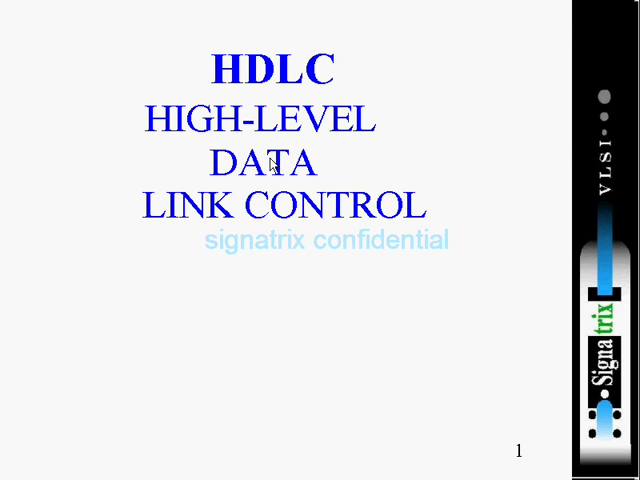 HDLC
HIGH-LEVEL
DATA
LINK CONTROL
signatrix confidential
VLSI
Signatrix
1